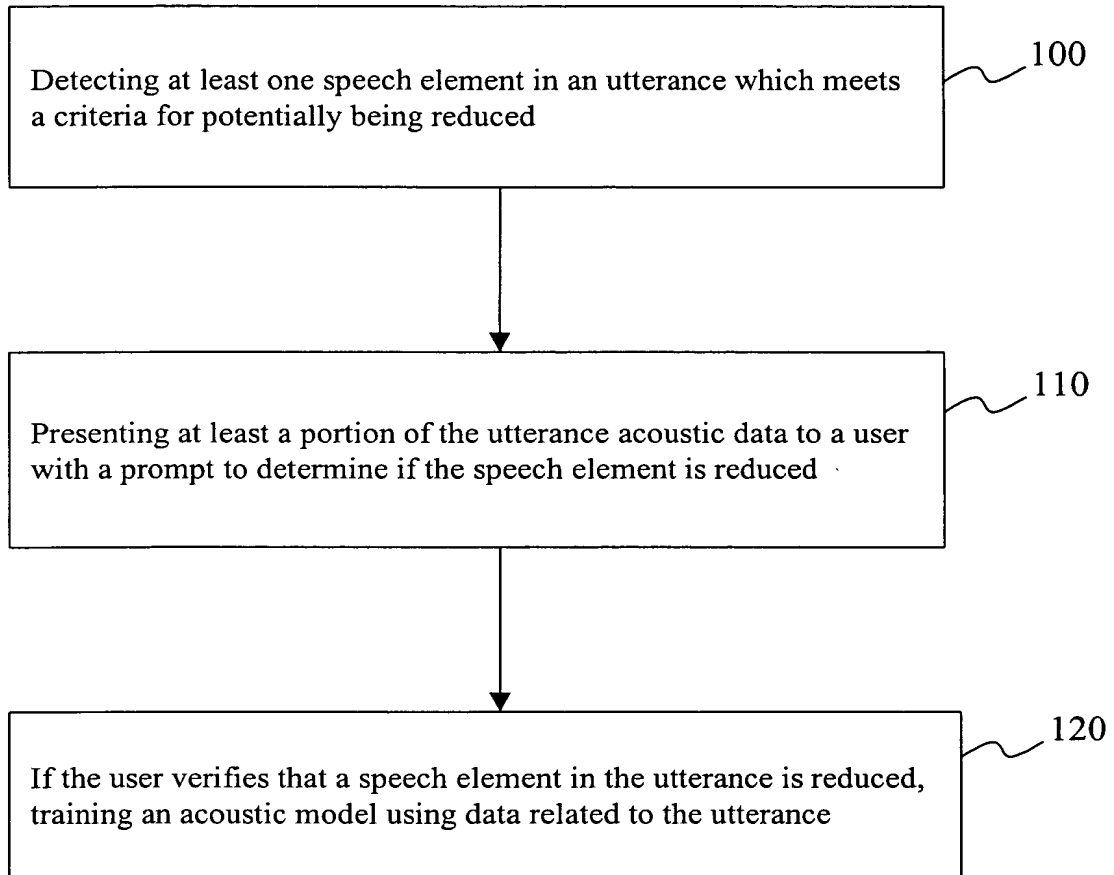 100
Detecting at least one speech element in an utterance which meets
a criteria for potentially being reduced
110
Presenting at least a portion of the utterance acoustic data to a user
with a prompt to determine if the speech element is reduced
120
If the user verifies that a speech element in the utterance is reduced,
training an acoustic model using data related to the utterance